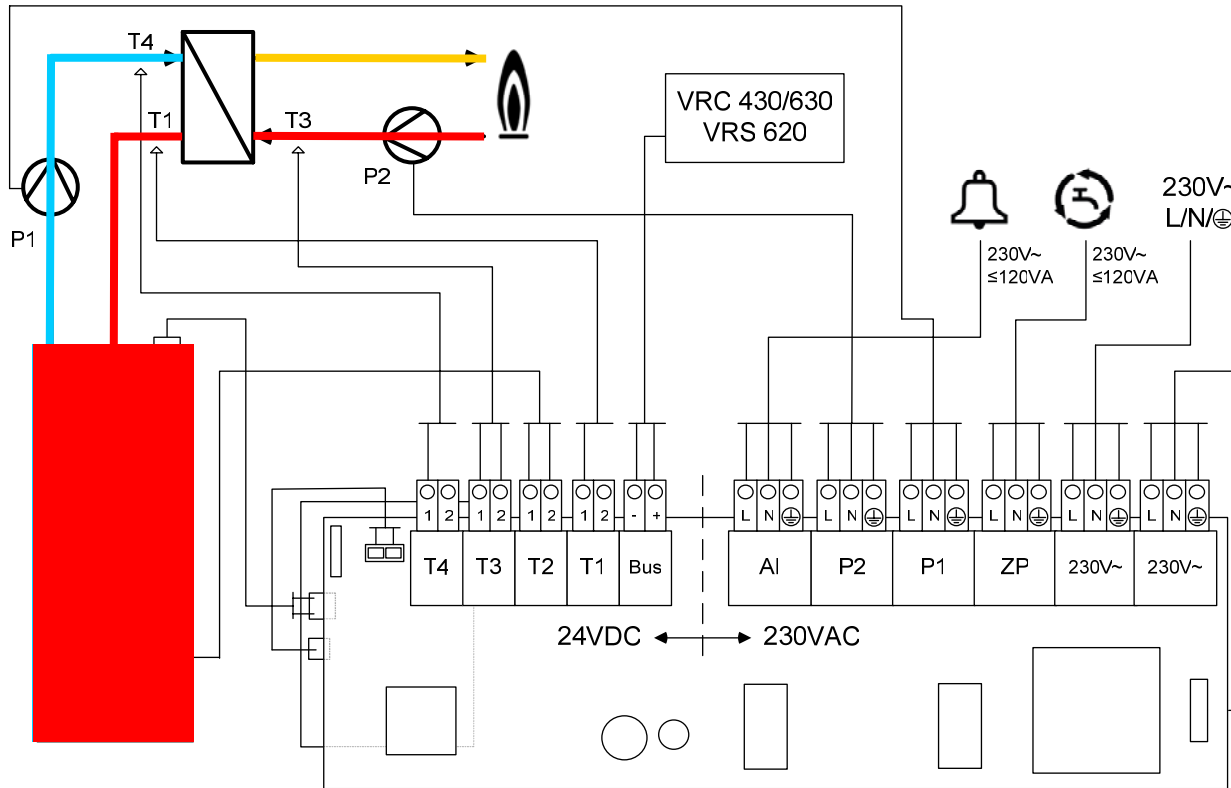 T4
T1
T3
P2
P1
VRC 430/630
VRS 620
230V~
≤120VA
230V~
≤120VA
230V~
L/N/⏚
1 2 1 2 1 2 1 2 - + L N ⏚ L N ⏚ L N ⏚ L N ⏚ L N ⏚ L N ⏚
T4 T3 T2 T1 Bus AI P2 P1 ZP 230V~ 230V~
24VDC 230VAC